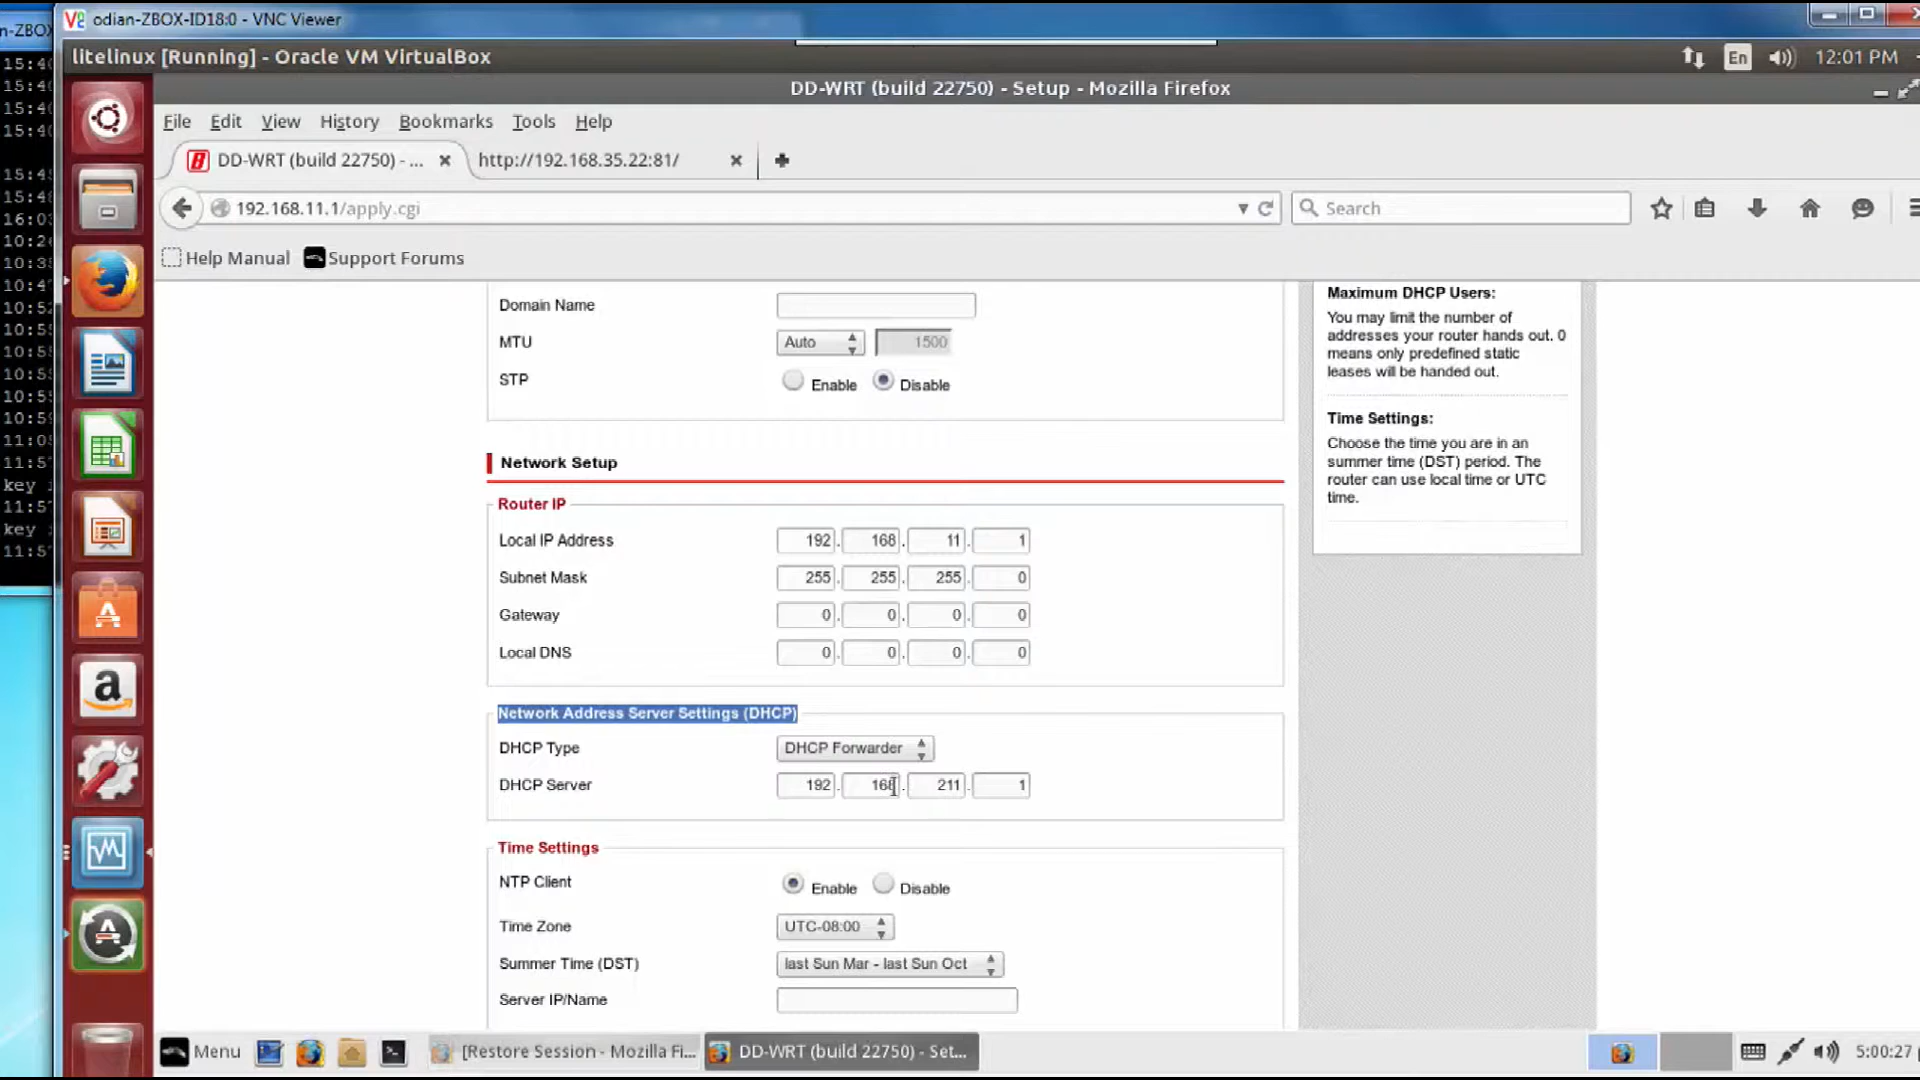 odian-ZBOX-ID18:0 - VNC Viewer
n-ZBOX
litelinux [Running] - Oracle VM VirtualBox
En
12:01 PM
DD-WRT (build 22750) - Setup - Mozilla Firefox
File Edit View History Bookmarks Tools Help
DD-WRT (build 22750) - ...
http://192.168.35.22:81/
192.168.11.1/apply.cgi
Search
Help Manual
Support Forums
Domain Name
MTU Auto 1500
STP Enable Disable
Network Setup
Router IP
Local IP Address 192 . 168 . 11 . 1
Subnet Mask 255 . 255 . 255 . 0
Gateway 0 . 0 . 0 . 0
Local DNS 0 . 0 . 0 . 0
Network Address Server Settings (DHCP)
DHCP Type DHCP Forwarder
DHCP Server 192 . 168 . 211 . 1
Time Settings
NTP Client Enable Disable
Time Zone UTC-08:00
Summer Time (DST) last Sun Mar - last Sun Oct
Server IP/Name
Maximum DHCP Users:
You may limit the number of
addresses your router hands out. 0
means only predefined static
leases will be handed out.
Time Settings:
Choose the time you are in an
summer time (DST) period. The
router can use local time or UTC
time.
key
key
Menu
[Restore Session - Mozilla Fi...
DD-WRT (build 22750) - Set...
5:00:27